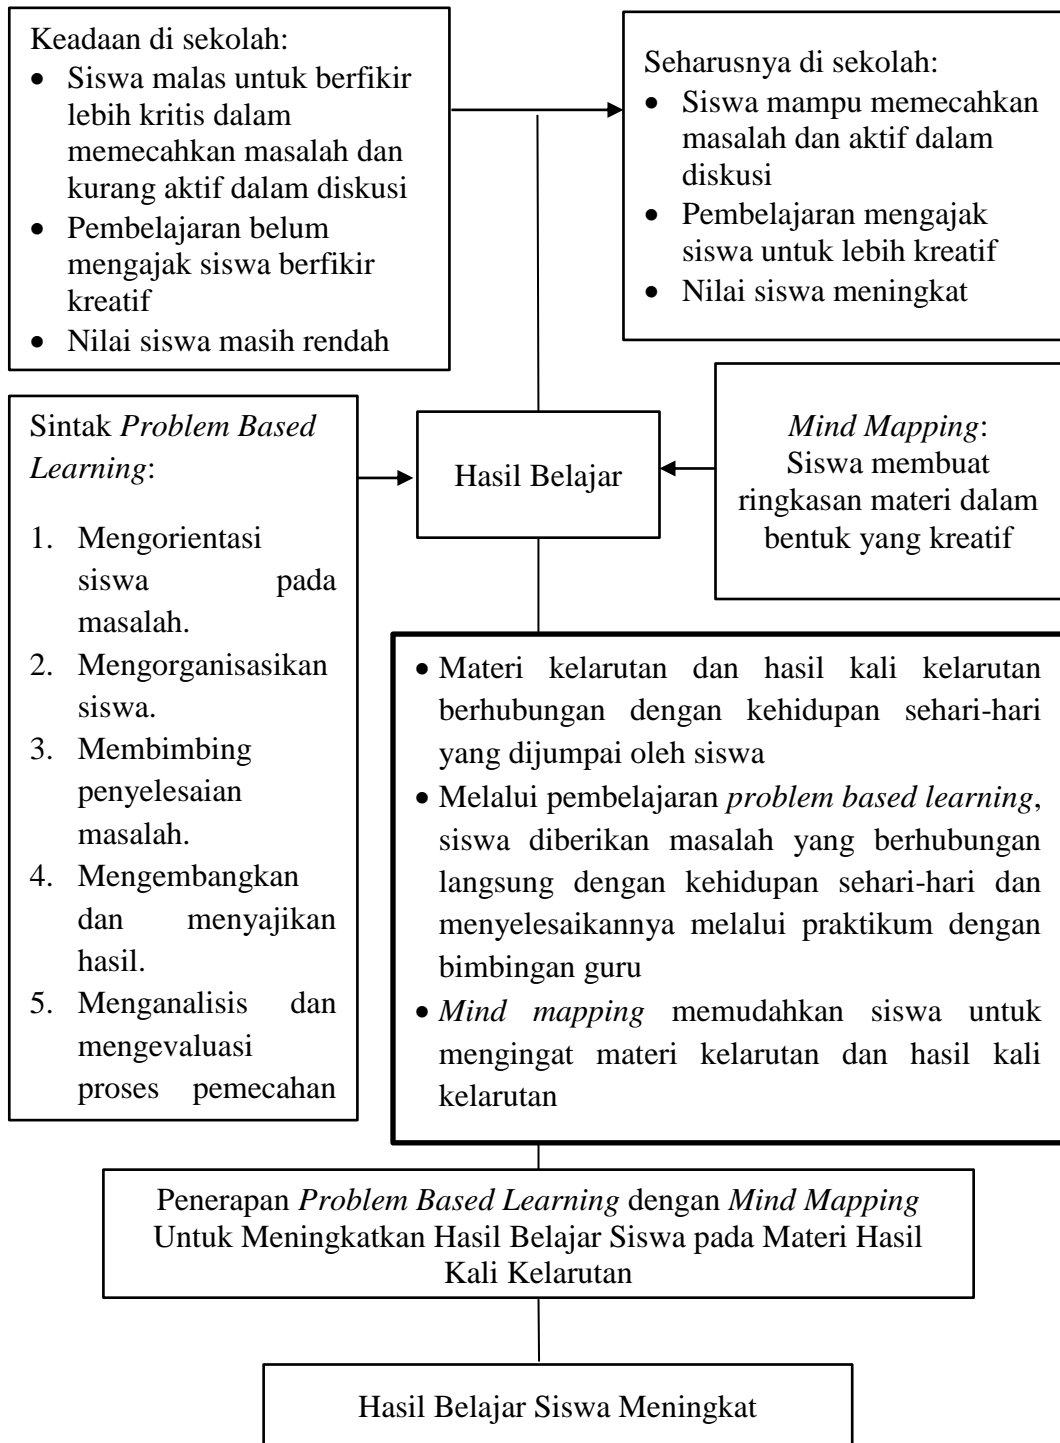 Keadaan di sekolah:
• Siswa malas untuk berfikir
lebih kritis dalam
memecahkan masalah dan
kurang aktif dalam diskusi
• Pembelajaran belum
mengajak siswa berfikir
kreatif
• Nilai siswa masih rendah
Seharusnya di sekolah:
• Siswa mampu memecahkan
masalah dan aktif dalam
diskusi
• Pembelajaran mengajak
siswa untuk lebih kreatif
• Nilai siswa meningkat
Sintak Problem Based
Learning:
1. Mengorientasi
siswa pada
masalah.
2. Mengorganisasikan
siswa.
3. Membimbing
penyelesaian
masalah.
4. Mengembangkan
dan menyajikan
hasil.
5. Menganalisis dan
mengevaluasi
proses pemecahan
Hasil Belajar
Mind Mapping:
Siswa membuat
ringkasan materi dalam
bentuk yang kreatif
• Materi kelarutan dan hasil kali kelarutan
berhubungan dengan kehidupan sehari-hari
yang dijumpai oleh siswa
• Melalui pembelajaran problem based learning,
siswa diberikan masalah yang berhubungan
langsung dengan kehidupan sehari-hari dan
menyelesaikannya melalui praktikum dengan
bimbingan guru
• Mind mapping memudahkan siswa untuk
mengingat materi kelarutan dan hasil kali
kelarutan
Penerapan Problem Based Learning dengan Mind Mapping
Untuk Meningkatkan Hasil Belajar Siswa pada Materi Hasil
Kali Kelarutan
Hasil Belajar Siswa Meningkat